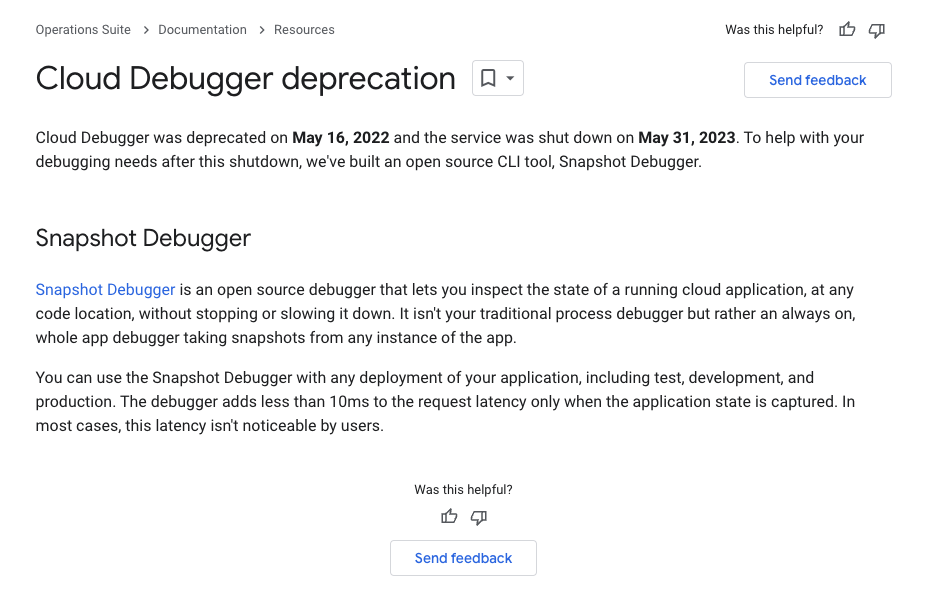 Operations Suite > Documentation > Resources
Was this helpful?
Cloud Debugger deprecation
Send feedback
Cloud Debugger was deprecated on May 16, 2022 and the service was shut down on May 31, 2023. To help with your
debugging needs after this shutdown, we've built an open source CLI tool, Snapshot Debugger.
Snapshot Debugger
Snapshot Debugger is an open source debugger that lets you inspect the state of a running cloud application, at any
code location, without stopping or slowing it down. It isn't your traditional process debugger but rather an always on,
whole app debugger taking snapshots from any instance of the app.
You can use the Snapshot Debugger with any deployment of your application, including test, development, and
production. The debugger adds less than 10ms to the request latency only when the application state is captured. In
most cases, this latency isn't noticeable by users.
Was this helpful?
Send feedback